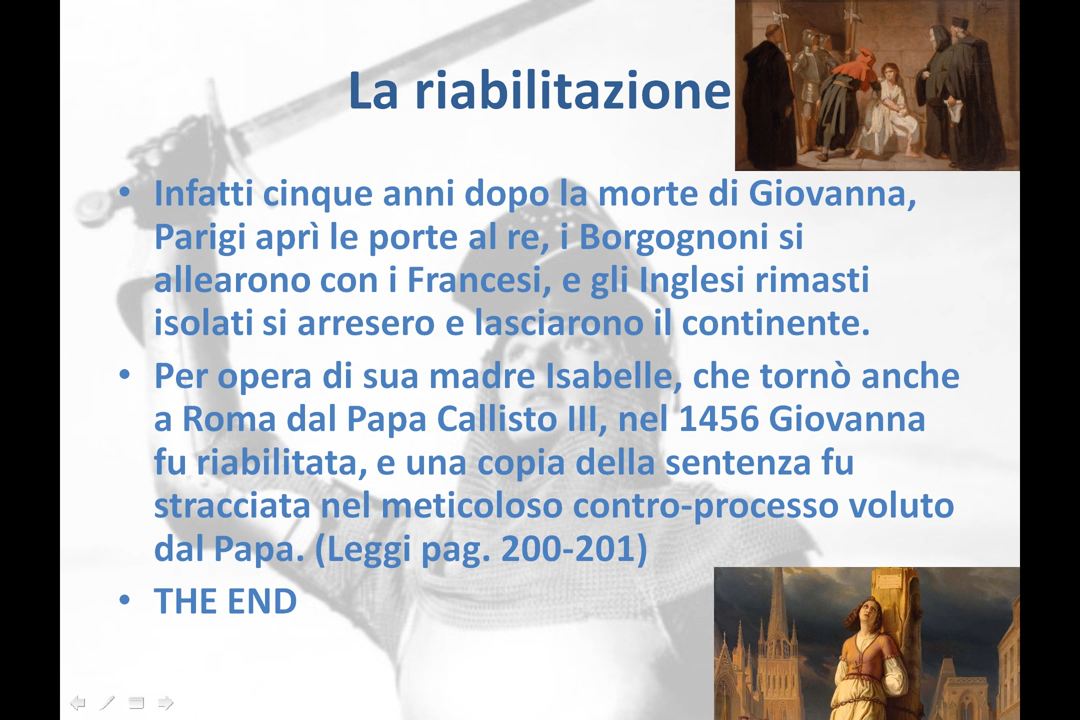 La riabilitazione
• Infatti cinque anni dopo la morte di Giovanna,
Parigi aprì le porte al re, i Borgognoni si
allearono con i Francesi, e gli Inglesi rimasti
isolati si arresero e lasciarono il continente.
• Per opera di sua madre Isabelle, che tornò anche
a Roma dal Papa Callisto III, nel 1456 Giovanna
fu riabilitata, e una copia della sentenza fu
stracciata nel meticoloso contro-processo voluto
dal Papa. (Leggi pag. 200-201)
• THE END